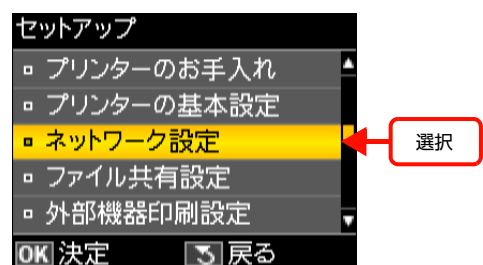 セットアップ
プリンターのお手入れ
プリンターの基本設定
ネットワーク設定
選択
ファイル共有設定
外部機器印刷設定
OK 決定 戻る